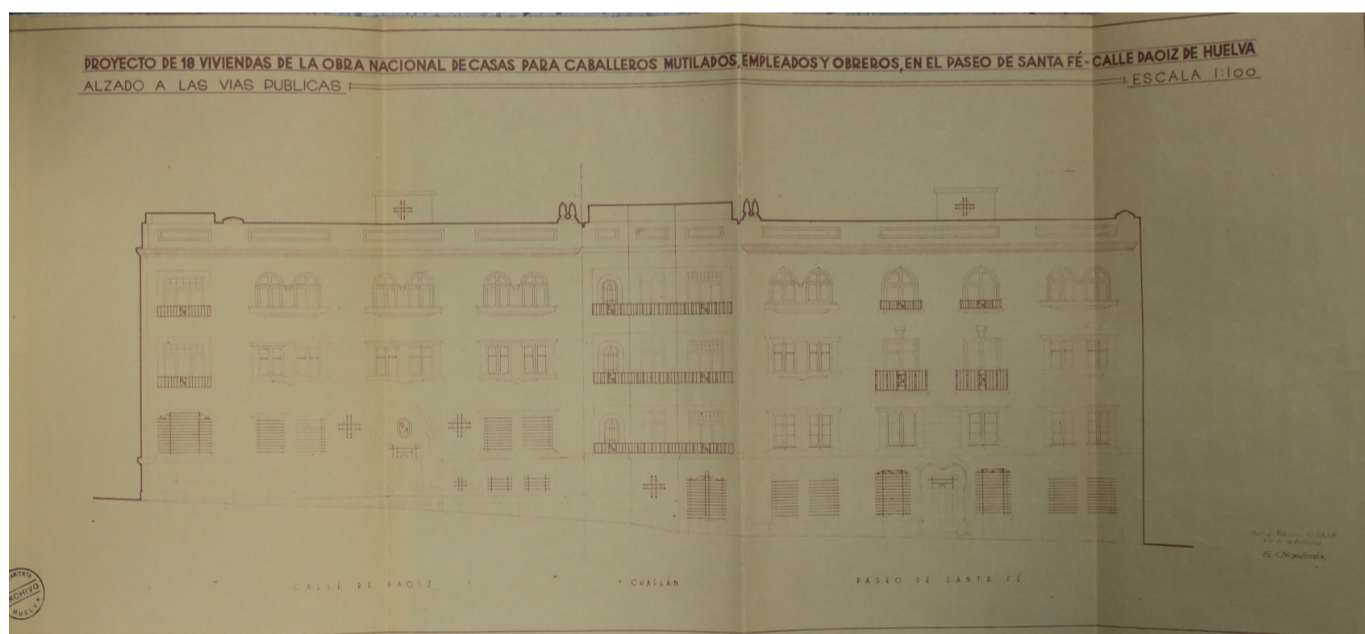 PROYECTO DE 18 VIVIENDAS DE LA OBRA NACIONAL DE CASAS PARA CABALLEROS MUTILADOS, EMPLEADOS Y OBREROS, EN EL PASEO DE SANTA FÉ-CALLE DAOIZ DE HUELVA
ALZADO A LAS VIAS PUBLICAS
ESCALA 1:100
CALLE DE DAOIZ
CHAFLÁN
PASEO DE SANTA FÉ
El Arquitecto
ARCHIVO
HUELVA